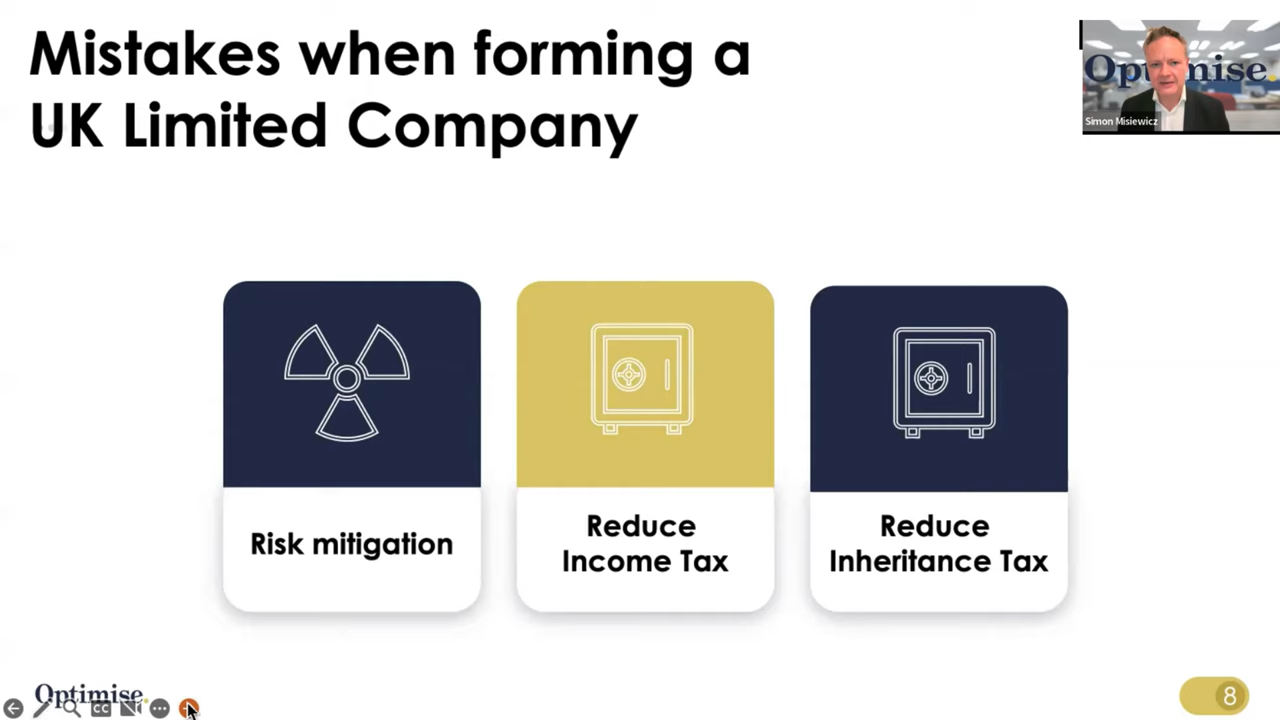 Mistakes when forming a
UK Limited Company
Optimise.
Simon Misiewicz
Risk mitigation
Reduce
Income Tax
Reduce
Inheritance Tax
Optimise.
CC
8